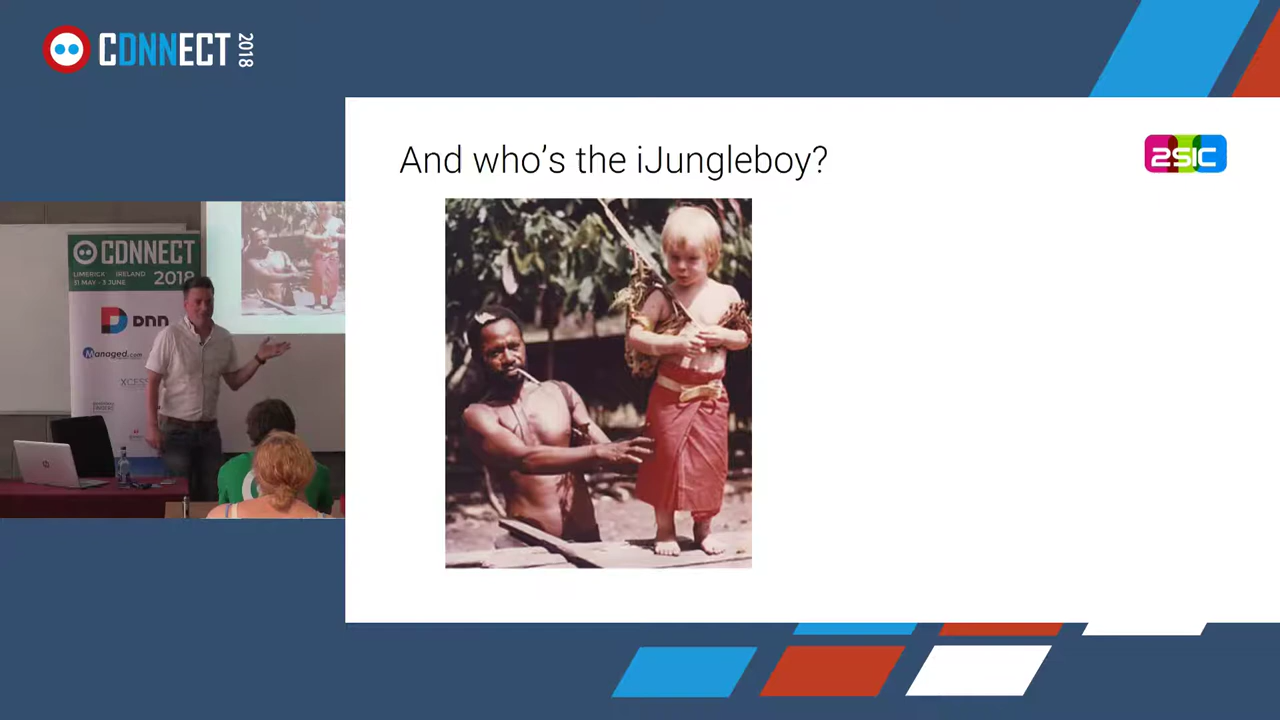 CDNNECT 2018
And who's the iJungleboy?
2SIC
CDNNECT
LIMERICK IRELAND
31 MAY - 3 JUNE 2018
DNN
Managed.com
XCESS